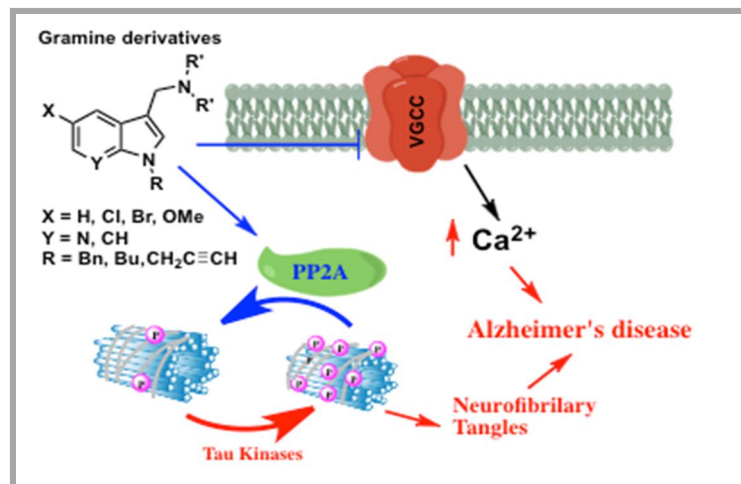 Gramine derivatives
R'
N
R'
X
Y
N
R
X = H, Cl, Br, OMe
Y = N, CH
R = Bn, Bu,CH₂C≡CH
VGCC
Ca²⁺
PP2A
Alzheimer's disease
P
P
P
P
P
P
P
P
P
Neurofibrilary
Tangles
Tau Kinases